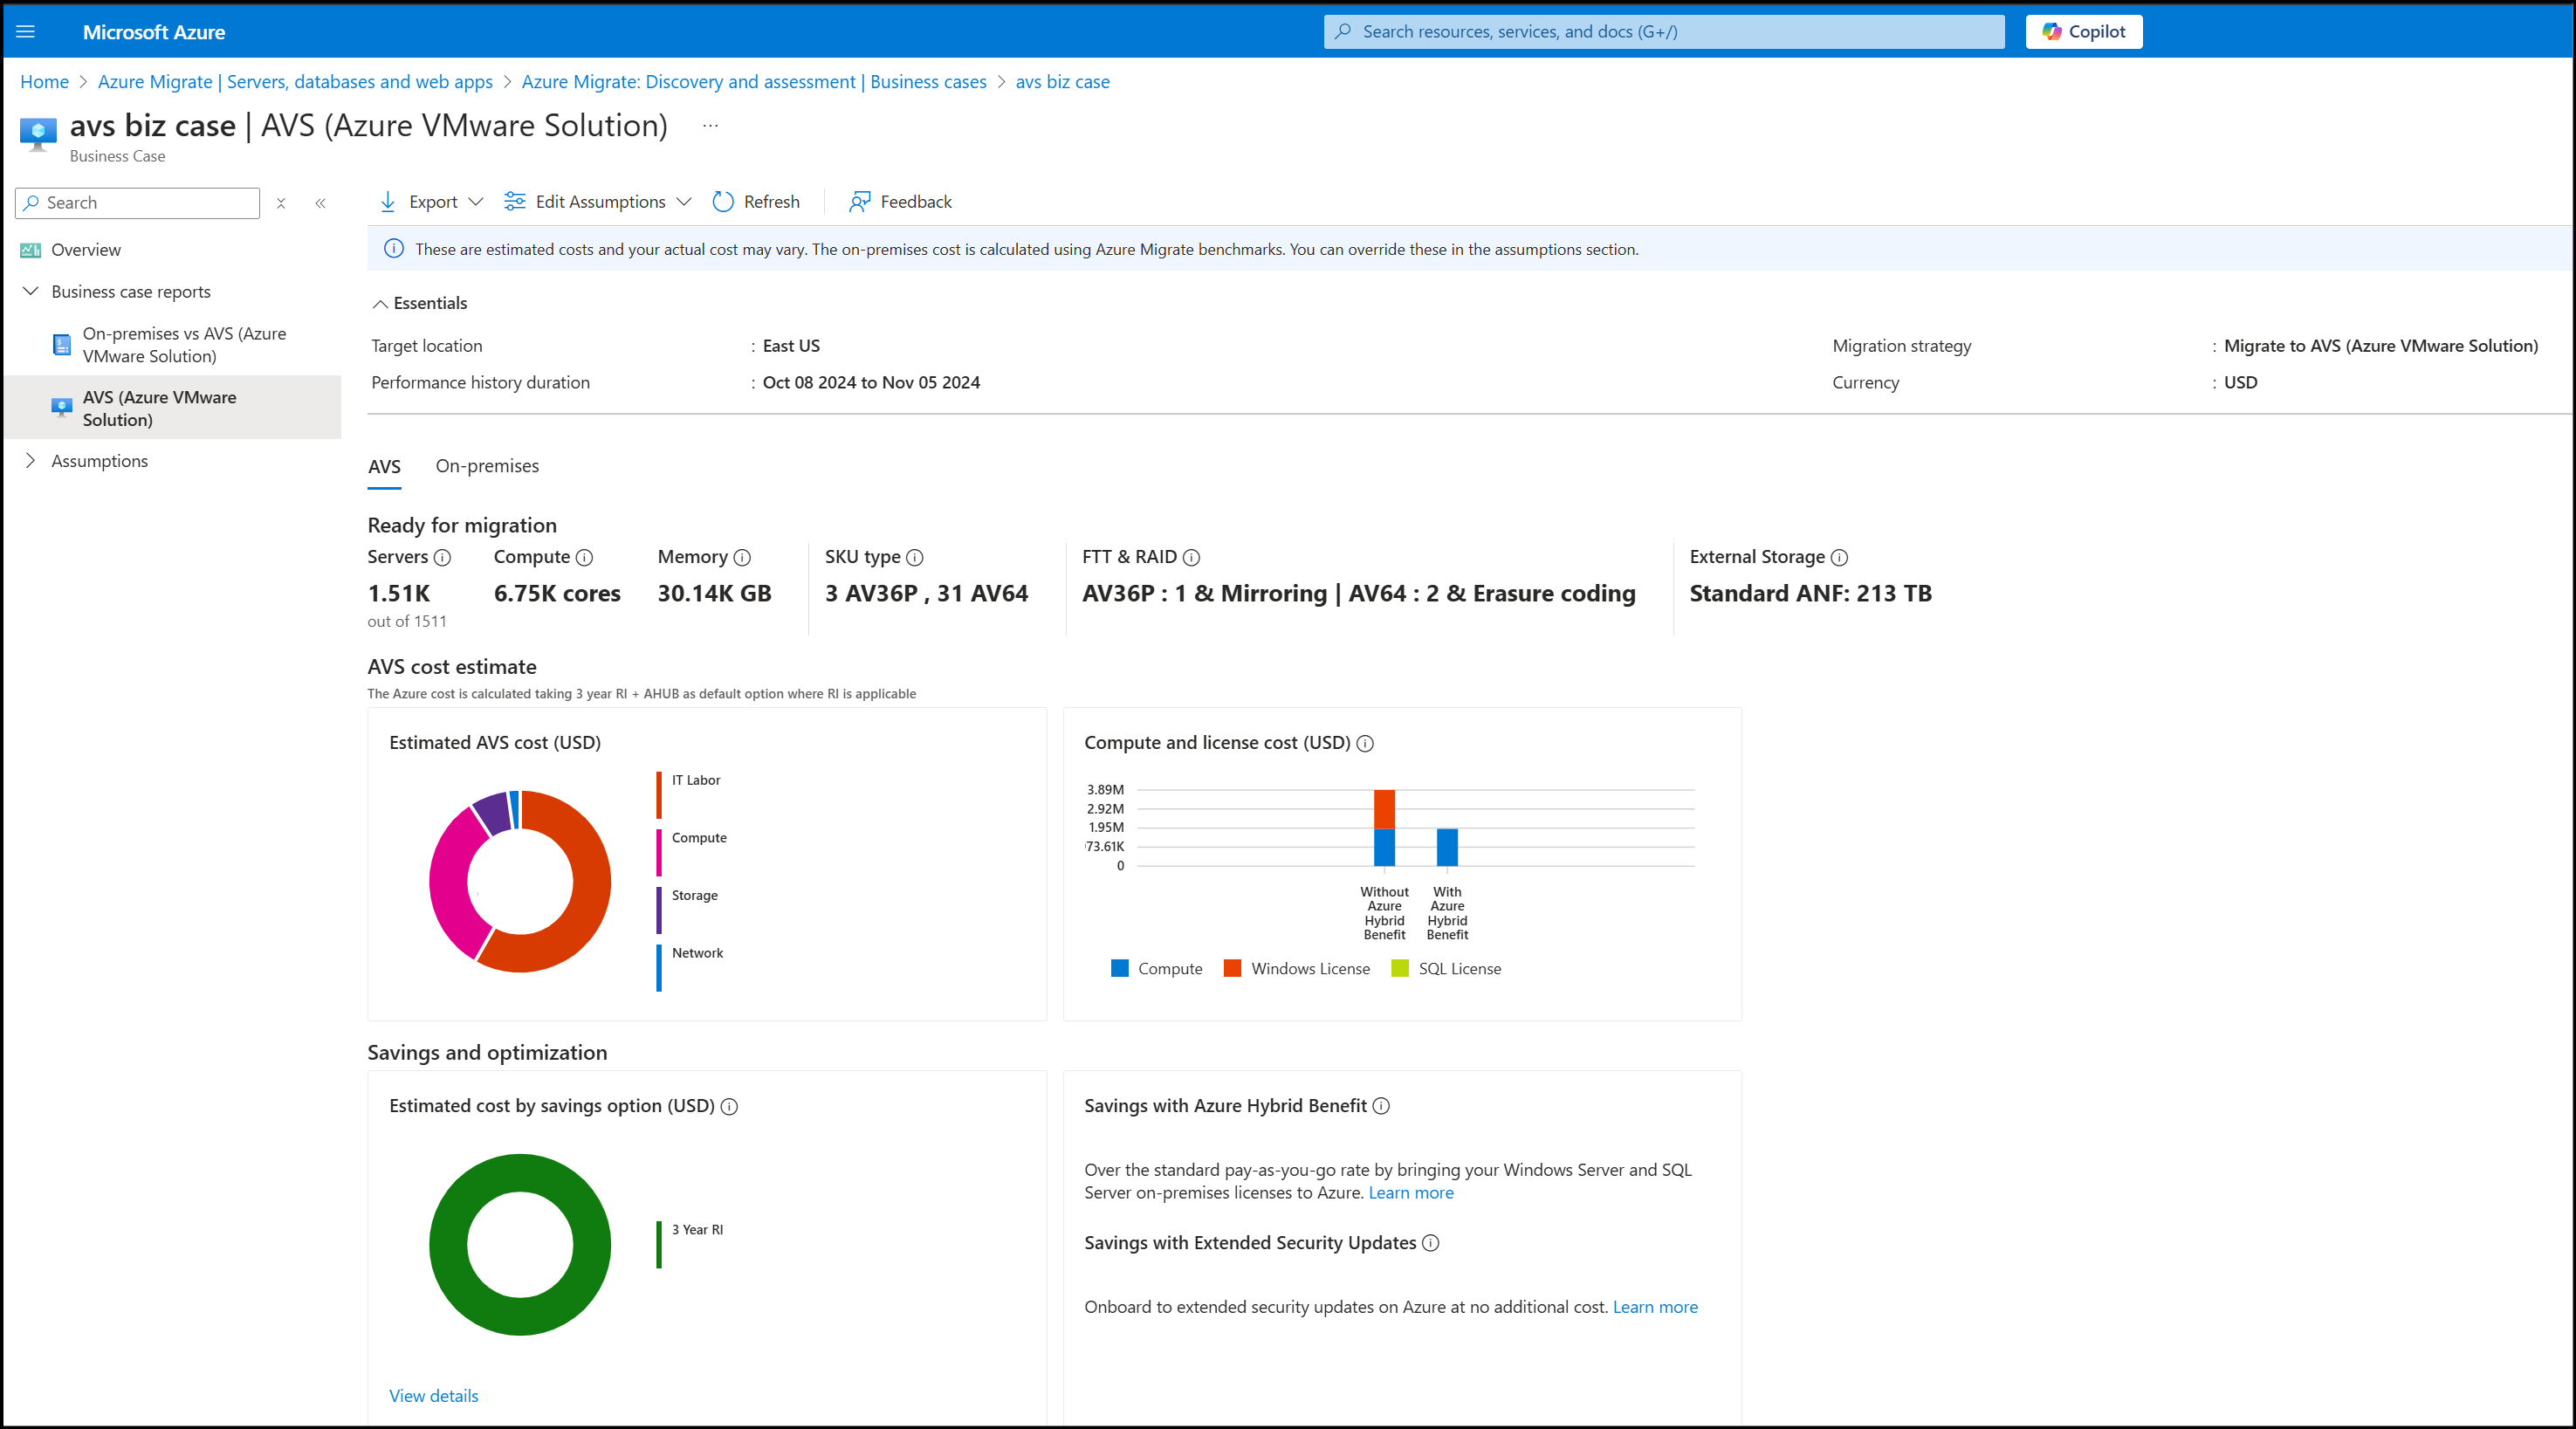 Microsoft Azure
Search resources, services, and docs (G+/)
Copilot
Home > Azure Migrate | Servers, databases and web apps > Azure Migrate: Discovery and assessment | Business cases > avs biz case
avs biz case | AVS (Azure VMware Solution) ...
Business Case
Search
Overview
Business case reports
On-premises vs AVS (Azure
VMware Solution)
AVS (Azure VMware
Solution)
Assumptions
Export
Edit Assumptions
Refresh
Feedback
These are estimated costs and your actual cost may vary. The on-premises cost is calculated using Azure Migrate benchmarks. You can override these in the assumptions section.
Essentials
Target location : East US
Migration strategy : Migrate to AVS (Azure VMware Solution)
Performance history duration : Oct 08 2024 to Nov 05 2024
Currency : USD
AVS
On-premises
Ready for migration
Servers
1.51K
out of 1511
Compute
6.75K cores
Memory
30.14K GB
SKU type
3 AV36P , 31 AV64
FTT & RAID
AV36P : 1 & Mirroring | AV64 : 2 & Erasure coding
External Storage
Standard ANF: 213 TB
AVS cost estimate
The Azure cost is calculated taking 3 year RI + AHUB as default option where RI is applicable
Estimated AVS cost (USD)
IT Labor
Compute
Storage
Network
Compute and license cost (USD)
3.89M
2.92M
1.95M
73.61K
0
Without
Azure
Hybrid
Benefit
With
Azure
Hybrid
Benefit
Compute
Windows License
SQL License
Savings and optimization
Estimated cost by savings option (USD)
3 Year RI
View details
Savings with Azure Hybrid Benefit
Over the standard pay-as-you-go rate by bringing your Windows Server and SQL
Server on-premises licenses to Azure. Learn more
Savings with Extended Security Updates
Onboard to extended security updates on Azure at no additional cost. Learn more